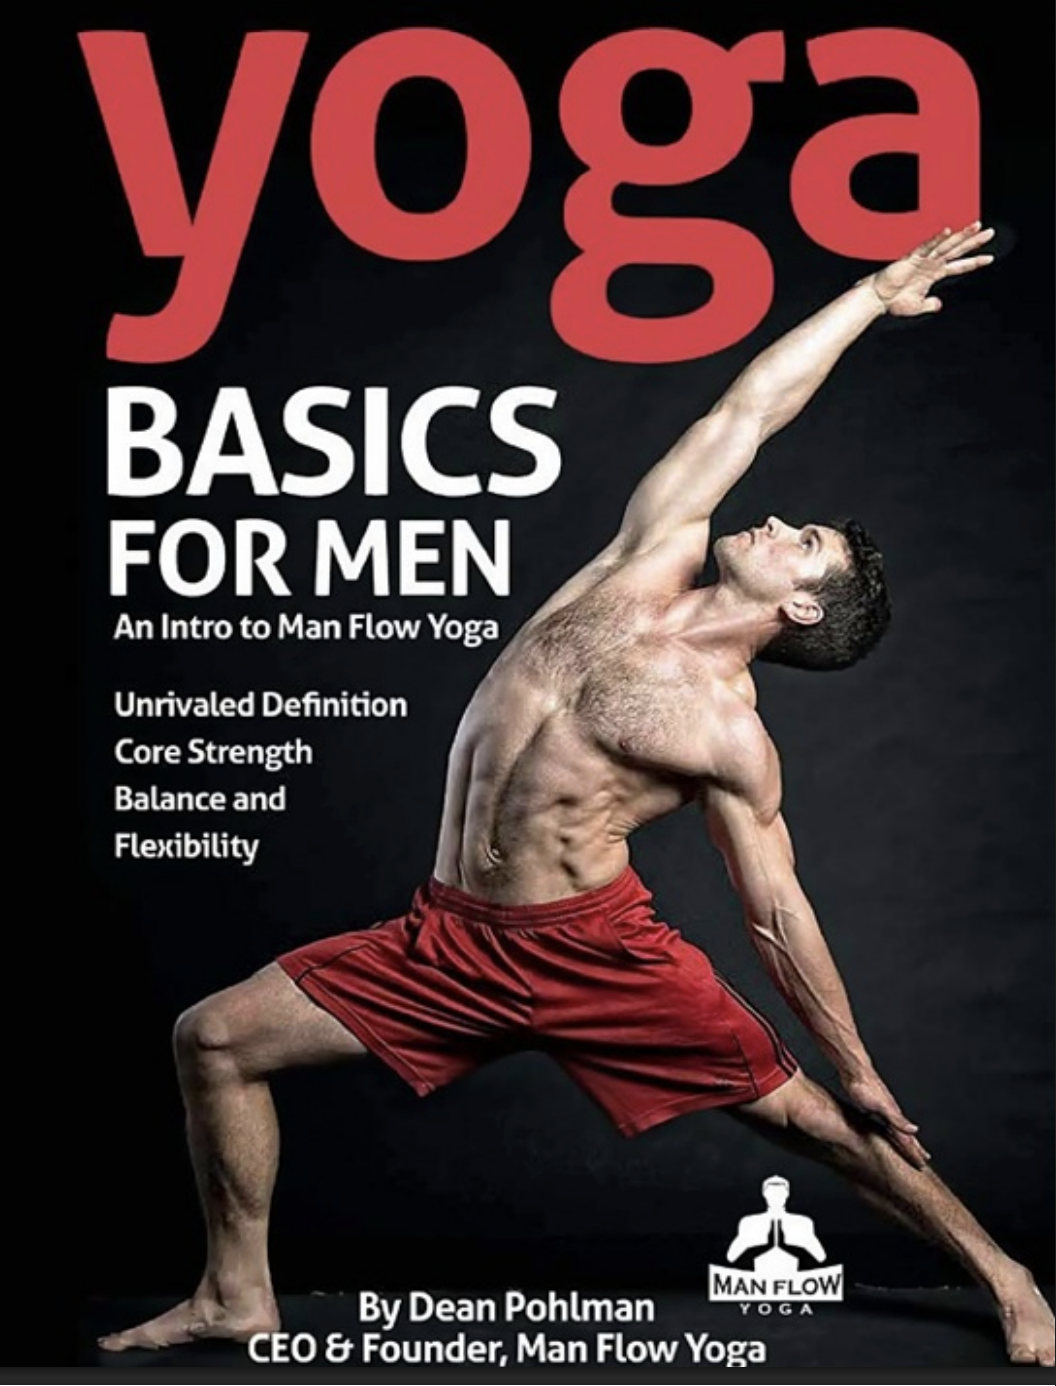 yoga
BASICS
FOR MEN
An Intro to Man Flow Yoga
Unrivaled Definition
Core Strength
Balance and
Flexibility
MAN FLOW
YOGA
By Dean Pohlman
CEO & Founder, Man Flow Yoga